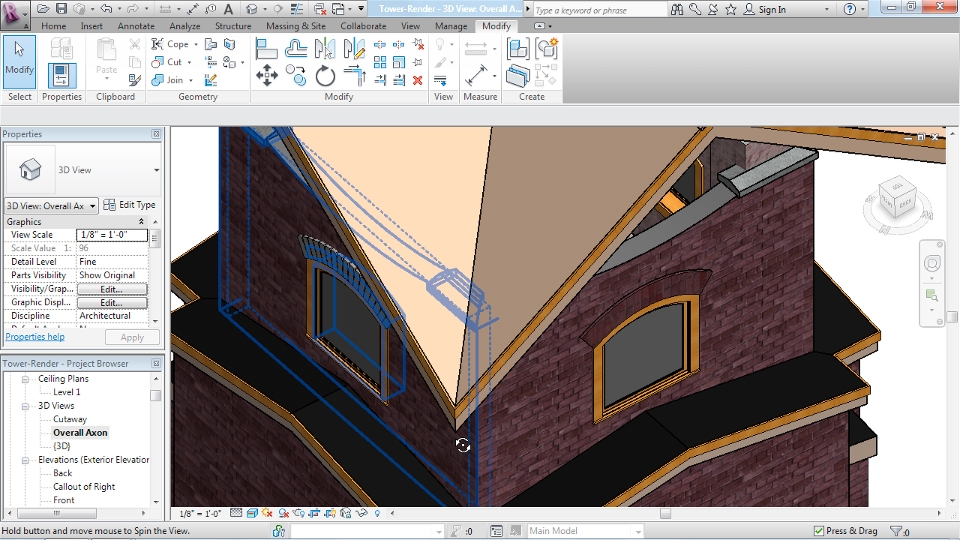 Tower-Render - 3D View: Overall A...
Type a keyword or phrase
Sign In
Home Insert Annotate Analyze Structure Massing & Site Collaborate View Manage Modify
Modify
Paste
Cope
Cut
Join
Select Properties Clipboard Geometry Modify View Measure Create
Properties
3D View
3D View: Overall Ax
Edit Type
Graphics
View Scale 1/8" = 1'-0"
Scale Value 1: 96
Detail Level Fine
Parts Visibility Show Original
Visibility/Grap... Edit...
Graphic Displ... Edit...
Discipline Architectural
Properties help
Apply
Tower-Render - Project Browser
Ceiling Plans
Level 1
3D Views
Cutaway
Overall Axon
{3D}
Elevations (Exterior Elevation
Back
Callout of Right
Front
1/8" = 1'-0"
Hold button and move mouse to Spin the View.
:0
Main Model
Press & Drag
:0